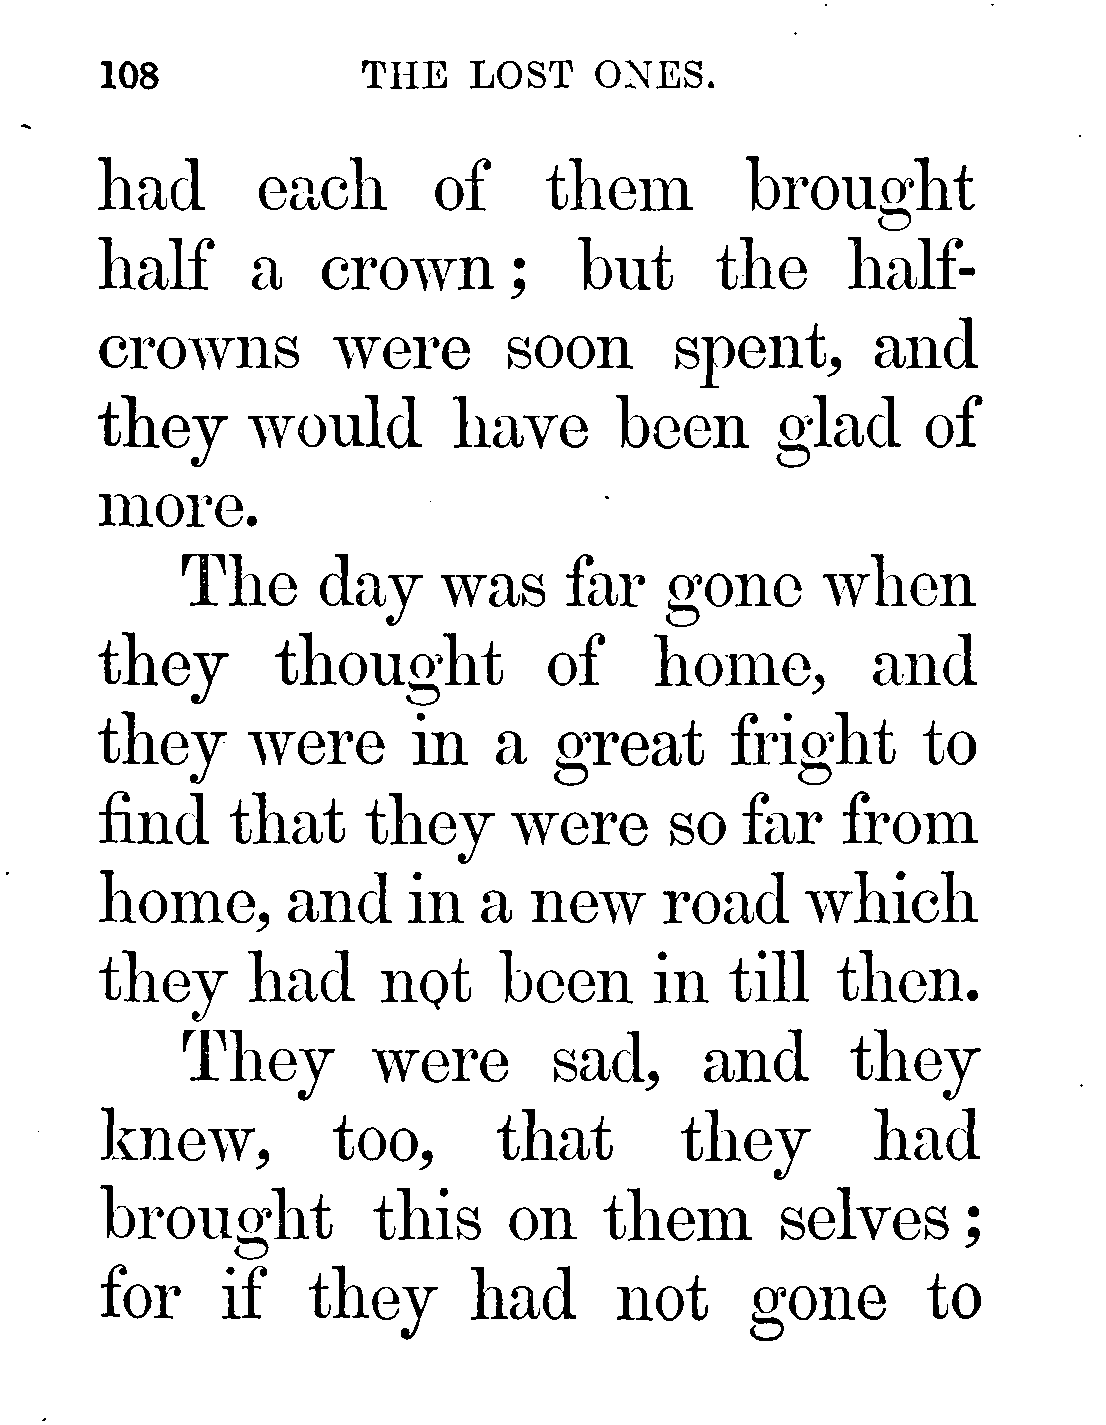 108 THE LOST ONES.
had each of them brought
half a crown; but the half-
crowns were soon spent, and
they would have been glad of
more.
The day was far gone when
they thought of home, and
they were in a great fright to
find that they were so far from
home, and in a new road which
they had not been in till then.
They were sad, and they
knew, too, that they had
brought this on them selves;
for if they had not gone to